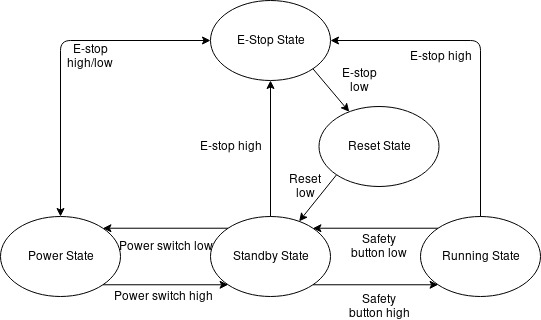 E-Stop State
E-stop
high/low
E-stop high
E-stop
low
E-stop high
Reset State
Reset
low
Power State
Power switch low
Standby State
Safety
button low
Running State
Power switch high
Safety
button high